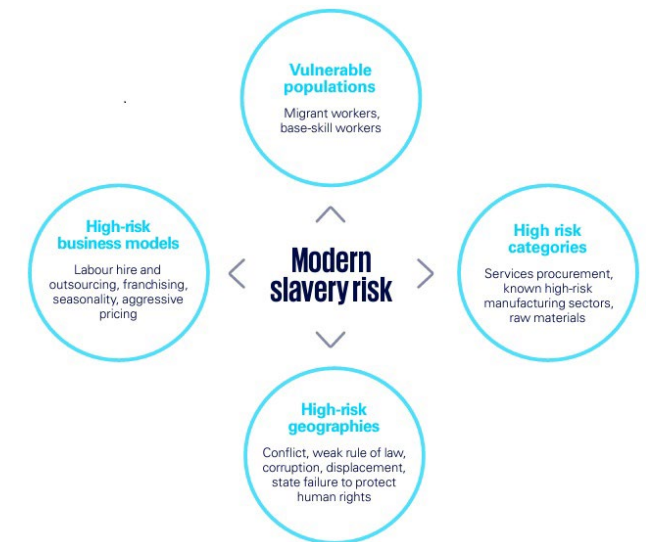 Vulnerable
populations
Migrant workers,
base-skill workers
High-risk
business models
Labour hire and
outsourcing, franchising,
seasonality, aggressive
pricing
Modern
slavery risk
High risk
categories
Services procurement,
known high-risk
manufacturing sectors,
raw materials
High-risk
geographies
Conflict, weak rule of law,
corruption, displacement,
state failure to protect
human rights